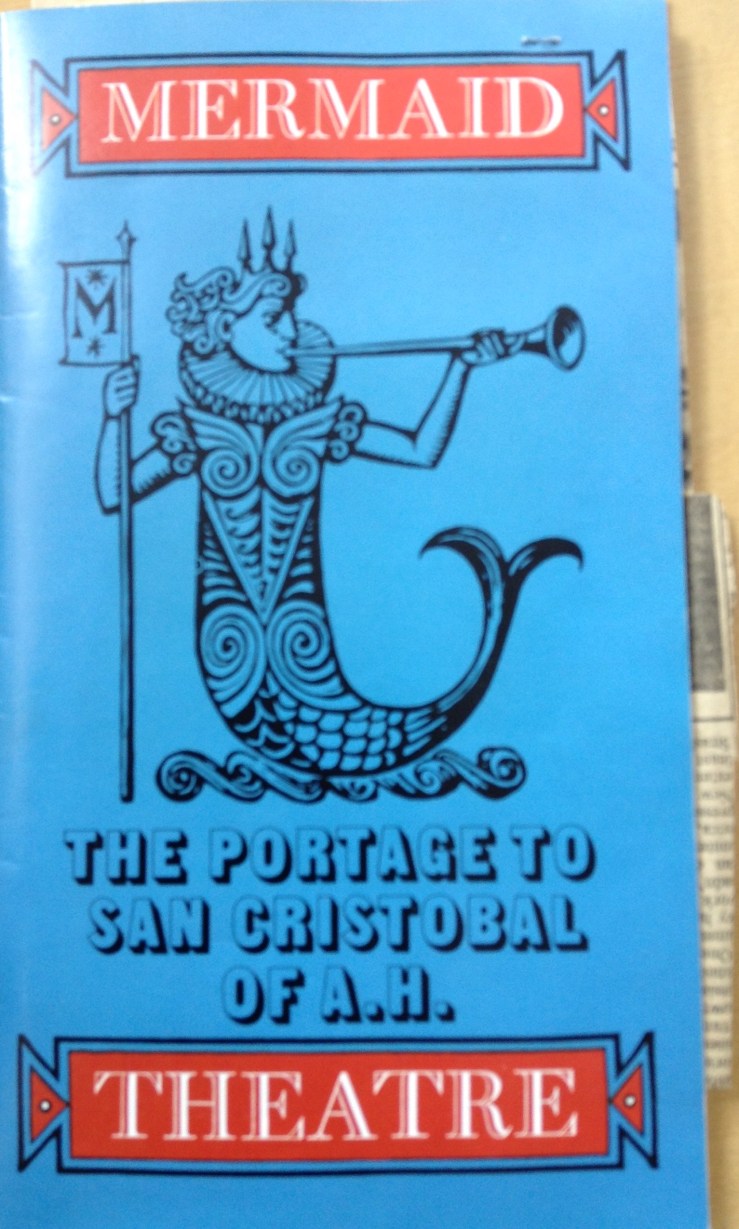 MERMAID
M
THE PORTAGE TO
SAN CRISTOBAL
OF A.H.
THEATRE